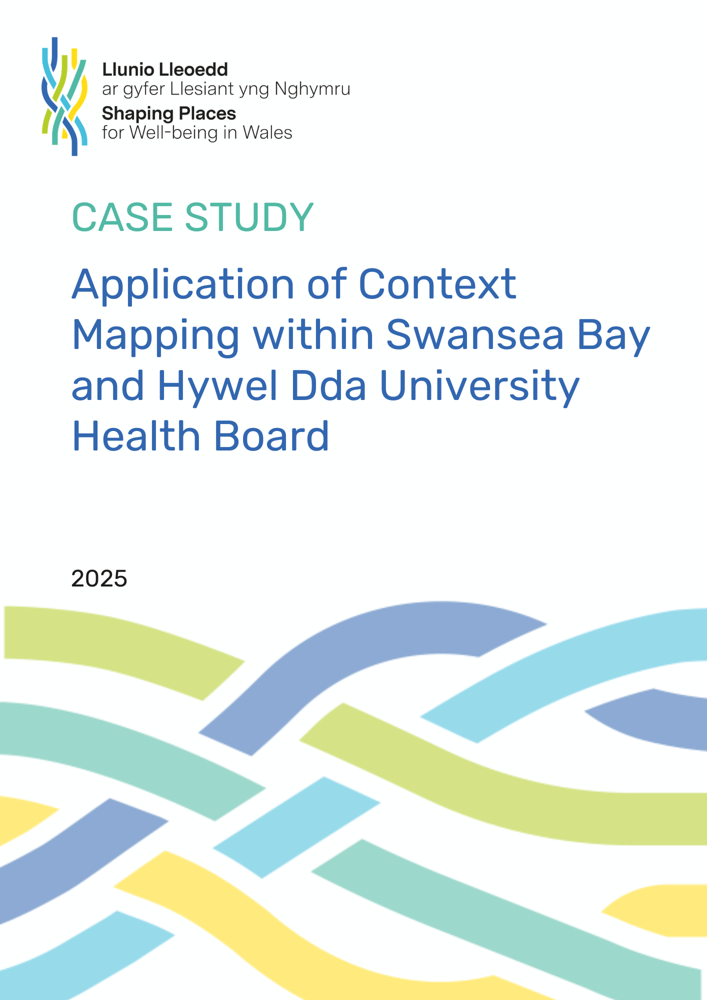 Llunio Lleoedd
ar gyfer Llesiant yng Nghymru
Shaping Places
for Well-being in Wales
CASE STUDY
Application of Context
Mapping within Swansea Bay
and Hywel Dda University
Health Board
2025